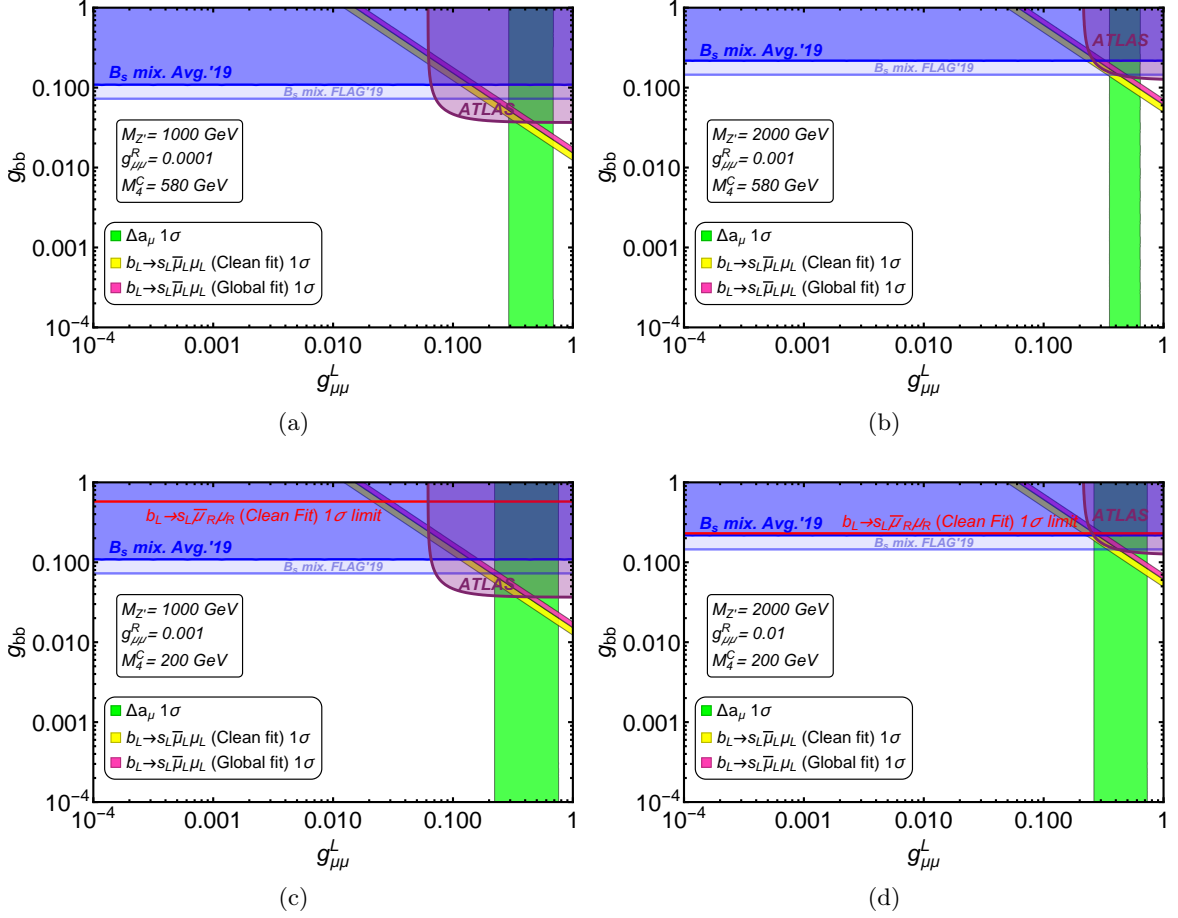 1
0.100
0.010
0.001
10⁻⁴
g_bb
B_s mix. Avg.'19
B_s mix. FLAG'19
ATLAS
M_Z'= 1000 GeV
g^R_μμ= 0.0001
M^C_4= 580 GeV
Δa_μ 1σ
b_L→s_L μ̅_L μ_L (Clean fit) 1σ
b_L→s_L μ̅_L μ_L (Global fit) 1σ
10⁻⁴ 0.001 0.010 0.100 1
g^L_μμ
(a)
1
0.100
0.010
0.001
10⁻⁴
g_bb
ATLAS
B_s mix. Avg.'19
B_s mix. FLAG'19
M_Z'= 2000 GeV
g^R_μμ= 0.001
M^C_4= 580 GeV
Δa_μ 1σ
b_L→s_L μ̅_L μ_L (Clean fit) 1σ
b_L→s_L μ̅_L μ_L (Global fit) 1σ
10⁻⁴ 0.001 0.010 0.100 1
g^L_μμ
(b)
1
0.100
0.010
0.001
10⁻⁴
g_bb
b_L→s_L μ̅_R μ_R (Clean Fit) 1σ limit
B_s mix. Avg.'19
B_s mix. FLAG'19
ATLAS
M_Z'= 1000 GeV
g^R_μμ= 0.001
M^C_4= 200 GeV
Δa_μ 1σ
b_L→s_L μ̅_L μ_L (Clean fit) 1σ
b_L→s_L μ̅_L μ_L (Global fit) 1σ
10⁻⁴ 0.001 0.010 0.100 1
g^L_μμ
(c)
1
0.100
0.010
0.001
10⁻⁴
g_bb
b_L→s_L μ̅_R μ_R (Clean Fit) 1σ limit
ATLAS
B_s mix. Avg.'19
B_s mix. FLAG'19
M_Z'= 2000 GeV
g^R_μμ= 0.01
M^C_4= 200 GeV
Δa_μ 1σ
b_L→s_L μ̅_L μ_L (Clean fit) 1σ
b_L→s_L μ̅_L μ_L (Global fit) 1σ
10⁻⁴ 0.001 0.010 0.100 1
g^L_μμ
(d)